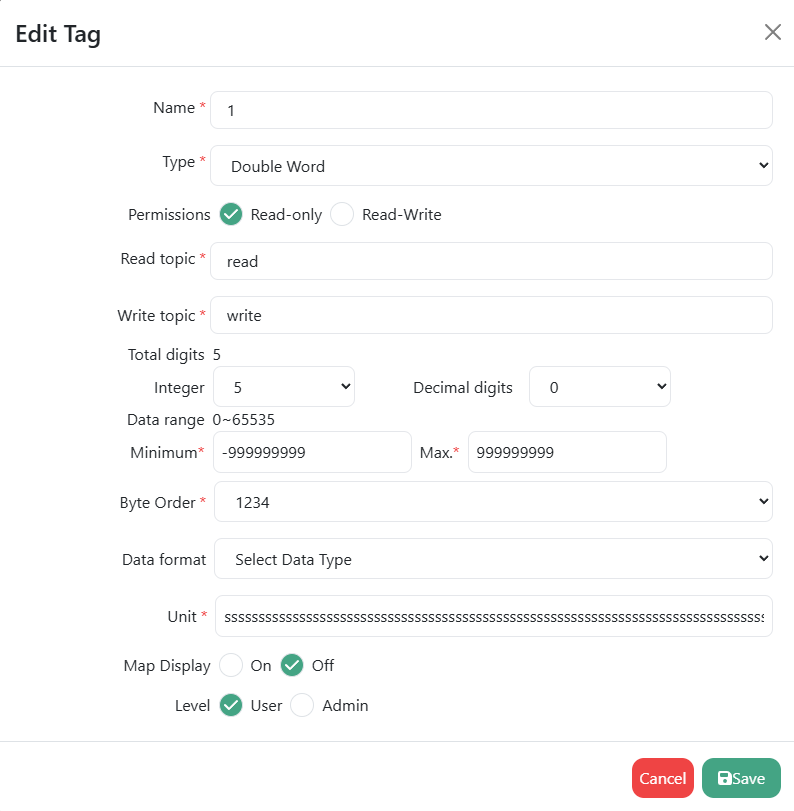 Edit Tag
Name * 1
Type * Double Word
Permissions Read-only Read-Write
Read topic * read
Write topic * write
Total digits 5
Integer 5 Decimal digits 0
Data range 0~65535
Minimum* -999999999 Max.* 999999999
Byte Order * 1234
Data format Select Data Type
Unit * ssssssssssssssssssssssssssssssssssssssssssssssssssssssssssssssssssssssssssssssss
Map Display On Off
Level User Admin
Cancel Save